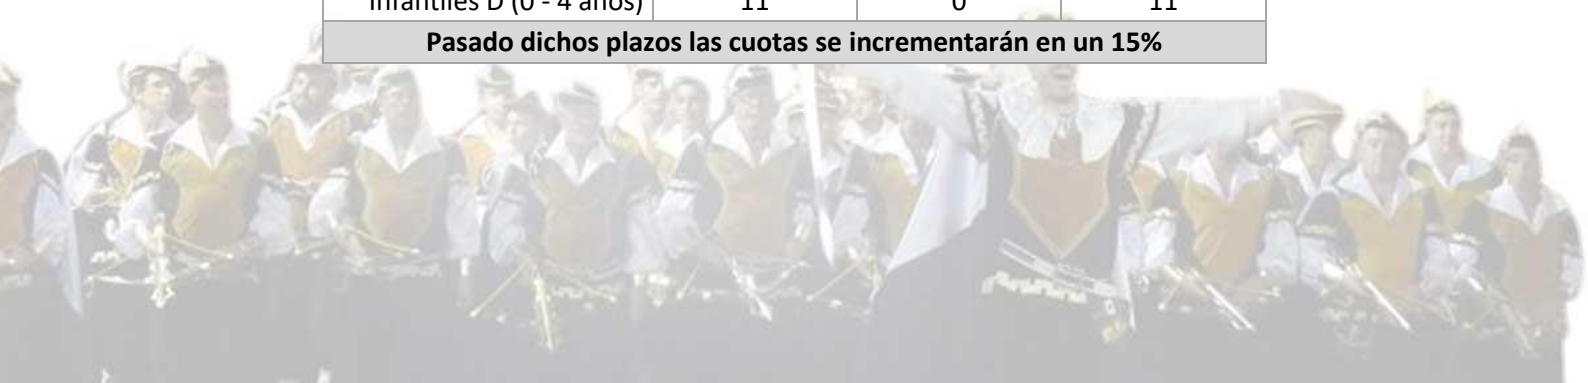 Infantiles D (0 - 4 años) 11 0 11
Pasado dichos plazos las cuotas se incrementarán en un 15%